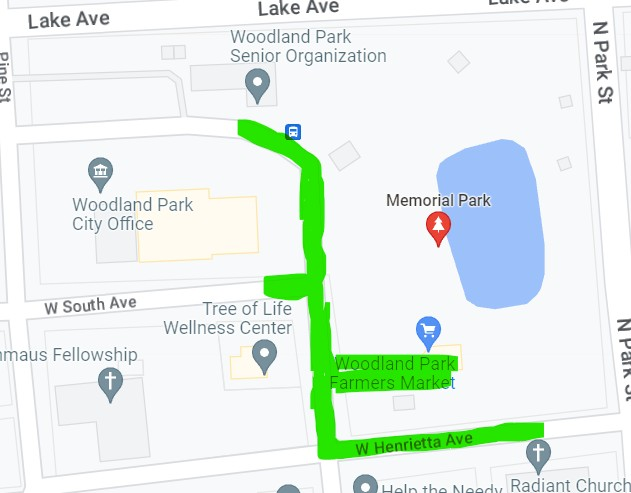 Lake Ave
Lake Ave
Lake Ave
N Park St
Pine St
Woodland Park
Senior Organization
Woodland Park
City Office
Memorial Park
W South Ave
Tree of Life
Wellness Center
nmaus Fellowship
Woodland Park
Farmers Market
N Park St
W Henrietta Ave
Help the Needy
Radiant Church